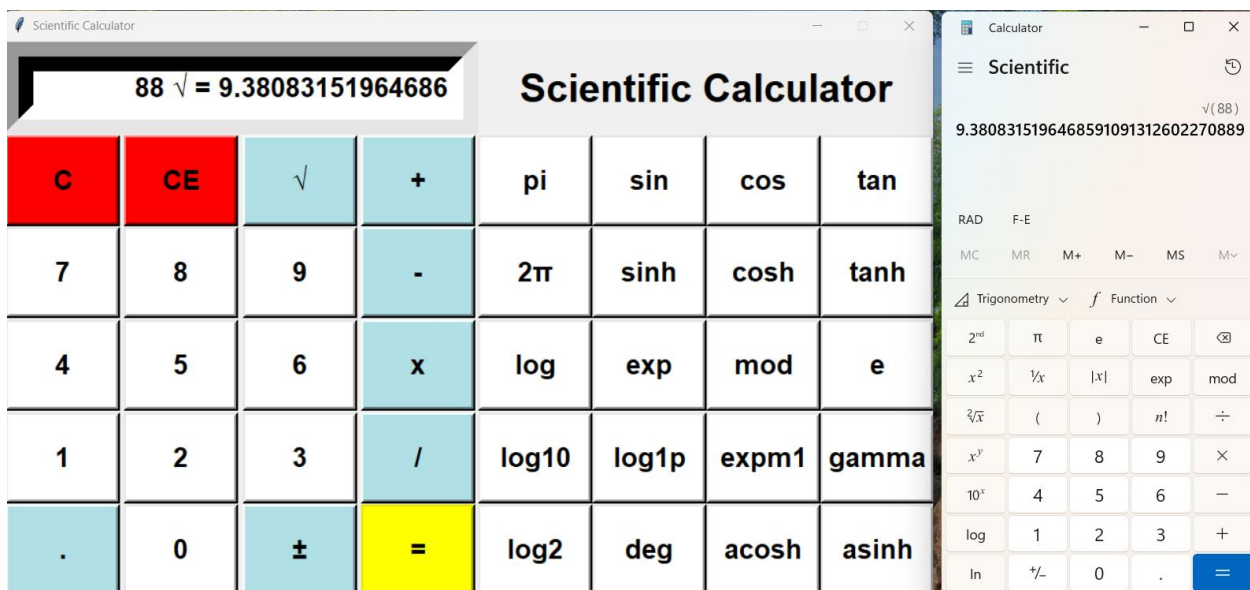 Scientific Calculator
88 √ = 9.38083151964686
Scientific Calculator
C CE √ + pi sin cos tan
7 8 9 - 2π sinh cosh tanh
4 5 6 x log exp mod e
1 2 3 / log10 log1p expm1 gamma
. 0 ± = log2 deg acosh asinh
Calculator
Scientific
√( 88 )
9.3808315196468591091312602270889
RAD F-E
MC MR M+ M− MS M
Trigonometry f Function
2nd π e CE
x² ¹/x |x| exp mod
²√x ( ) n! ÷
xʸ 7 8 9 ×
10ˣ 4 5 6 −
log 1 2 3 +
ln +/− 0 . =